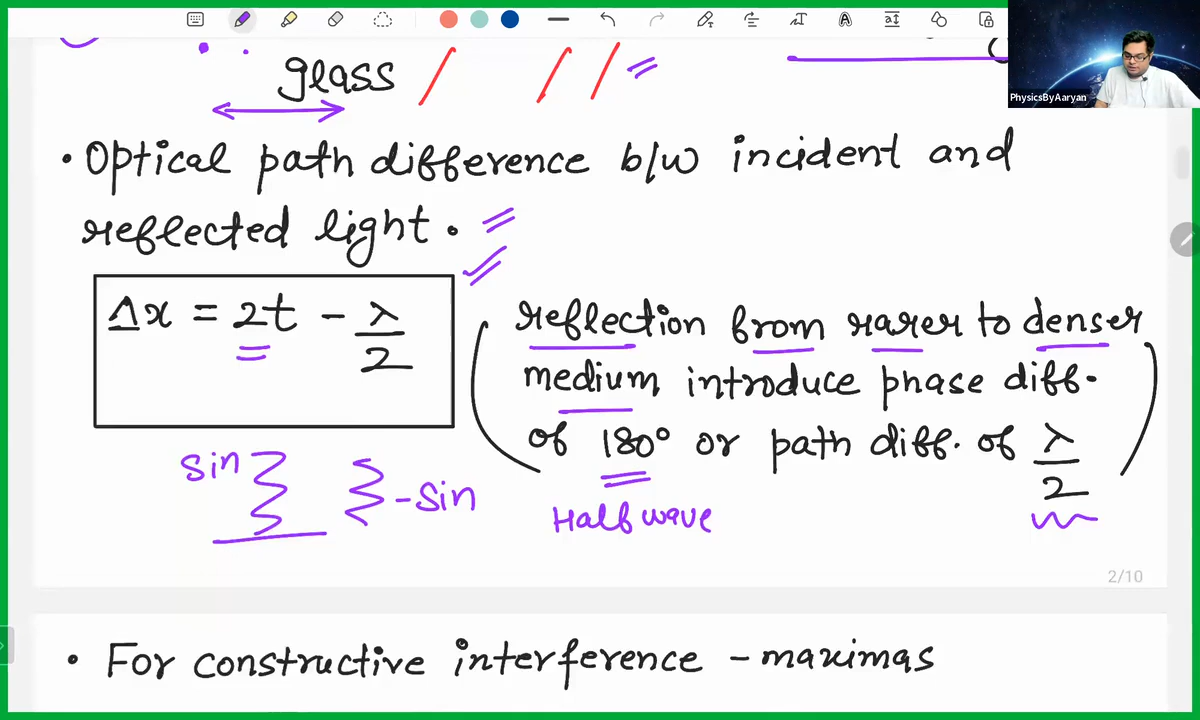 glass
PhysicsByAaryan
• Optical path difference b/w incident and
reflected light.
Δx = 2t - λ/2
(reflection from rarer to denser
medium introduce phase diff.
of 180° or path diff. of λ/2)
sin
-sin
Half wave
2/10
• For constructive interference - maximas